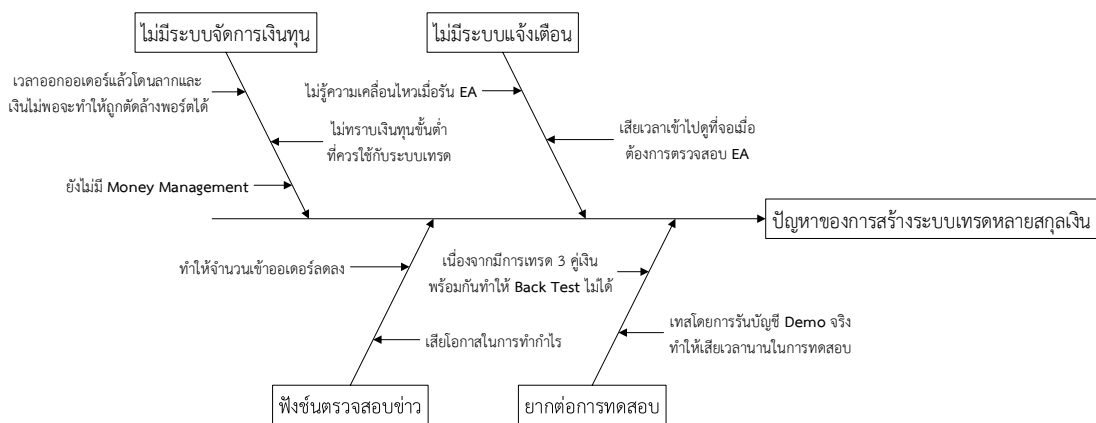 ไม่มีระบบจัดการเงินทุน
ไม่มีระบบแจ้งเตือน
เวลาออกออเดอร์แล้วโดนลากและ
เงินไม่พอจะทำให้ถูกตัดล้างพอร์ตได้
ไม่ทราบเงินทุนขั้นต่ำ
ที่ควรใช้กับระบบเทรด
ยังไม่มี Money Management
ไม่รู้ความเคลื่อนไหวเมื่อรัน EA
เสียเวลาเข้าไปดูที่จอเมื่อ
ต้องการตรวจสอบ EA
ปัญหาของการสร้างระบบเทรดหลายสกุลเงิน
ทำให้จำนวนเข้าออเดอร์ลดลง
เสียโอกาสในการทำกำไร
เนื่องจากมีการเทรด 3 คู่เงิน
พร้อมกันทำให้ Back Test ไม่ได้
เทสโดยการรันบัญชี Demo จริง
ทำให้เสียเวลานานในการทดสอบ
ฟังช์นตรวจสอบข่าว
ยากต่อการทดสอบ